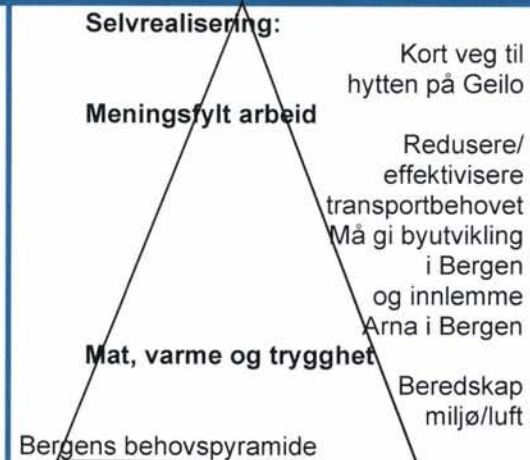 Selvrealisering:
Kort veg til
hytten på Geilo
Meningsfylt arbeid
Redusere/
effektivisere
transportbehovet
Må gi byutvikling
i Bergen
og innlemme
Arna i Bergen
Mat, varme og trygghet
Beredskap
miljø/luft
Bergens behovspyramide